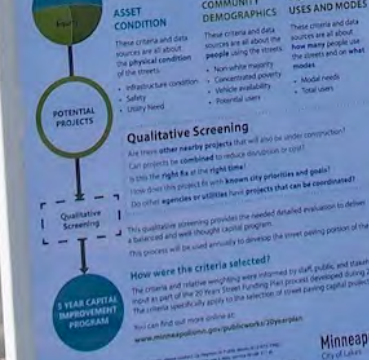 Equity
ASSET
CONDITION
These criteria and data
sources are all about
the physical condition
of the streets.
• Infrastructure condition
• Safety
• Utility Need
COMMUNITY
DEMOGRAPHICS
These criteria and data
sources are all about the
people using the streets.
• Non-white majority
• Concentrated poverty
• Vehicle availability
• Potential users
USES AND MODES
These criteria and data
sources are all about
how many people use
the streets and on what
modes.
• Modal needs
• Total users
POTENTIAL
PROJECTS
Qualitative Screening
Are there other nearby projects that will also be under construction?
Can projects be combined to reduce disruption or cost?
Is this the right fix at the right time?
How does this project fit with known city priorities and goals?
Do other agencies or utilities have projects that can be coordinated?
Qualitative
Screening
This qualitative screening provides the needed detailed evaluation to deliver
a balanced and well thought capital program.
This process will be used annually to develop the street paving portion of the
5 YEAR CAPITAL
IMPROVEMENT
PROGRAM
How were the criteria selected?
The criteria and relative weighting were informed by staff, public, and stakeh
input as part of the 20 Years Street Funding Plan process developed during 2
The criteria specifically apply to the selection of street paving capital project
You can find out more online at:
www.minneapolismn.gov/publicworks/20yearplan
Minneap
City of Lakes